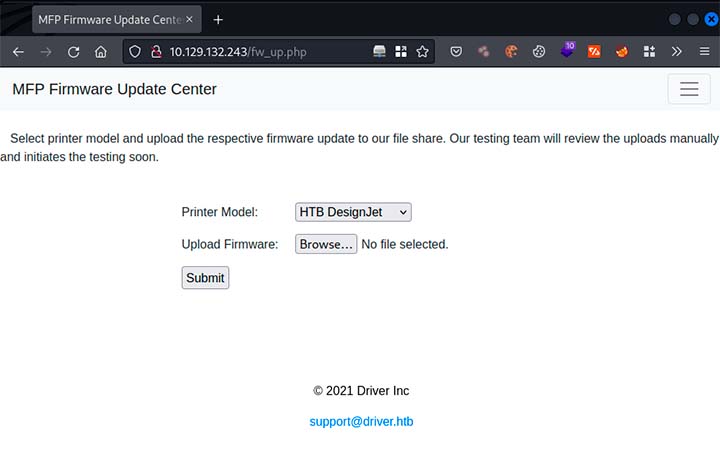 MFP Firmware Update Cente
10.129.132.243/fw_up.php
10
MFP Firmware Update Center
Select printer model and upload the respective firmware update to our file share. Our testing team will review the uploads manually
and initiates the testing soon.
Printer Model: HTB DesignJet
Upload Firmware: Browse... No file selected.
Submit
© 2021 Driver Inc
support@driver.htb